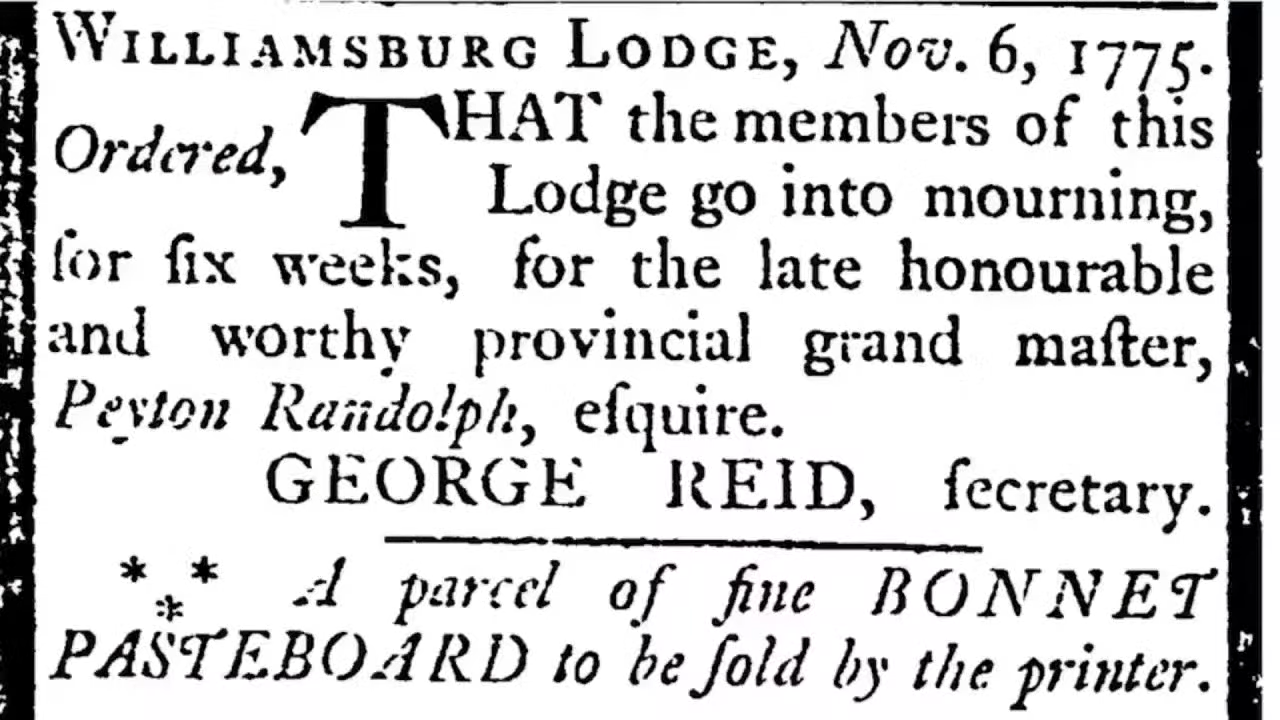 WILLIAMSBURG LODGE, Nov. 6, 1775.
Ordered, THAT the members of this
Lodge go into mourning,
for ſix weeks, for the late honourable
and worthy provincial grand maſter,
Peyton Randolph, eſquire.
GEORGE REID, ſecretary.
*** A parcel of fine BONNET
PASTEBOARD to be ſold by the printer.